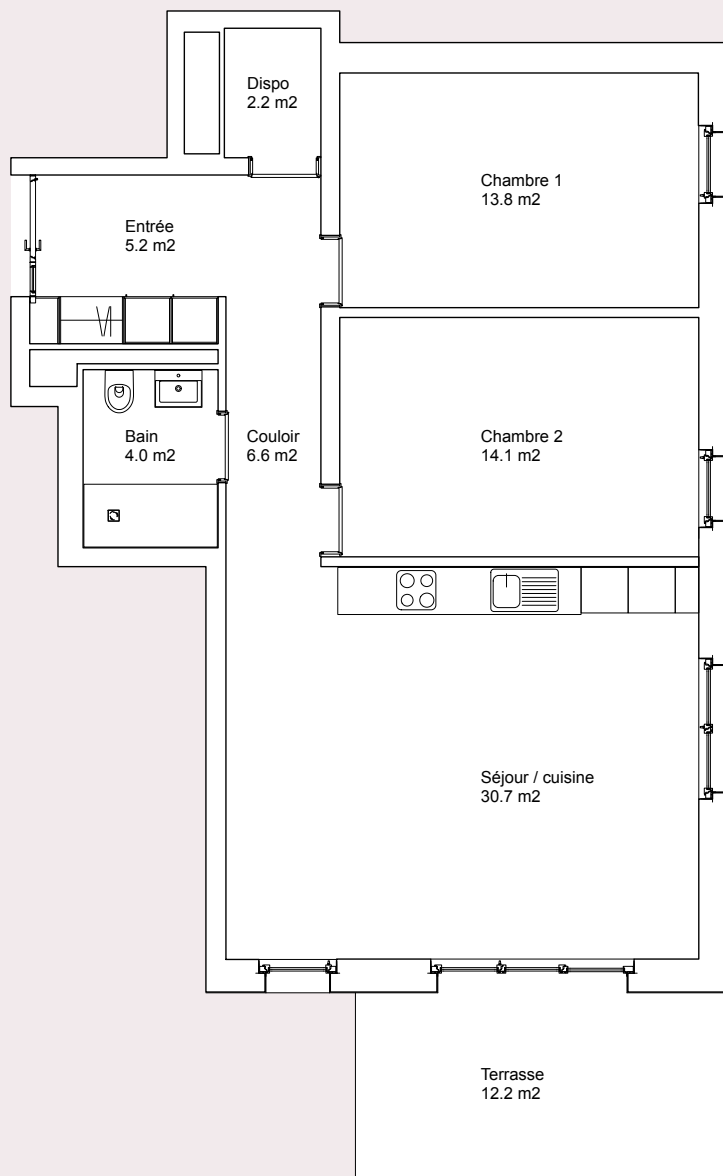 Dispo
2.2 m2
Chambre 1
13.8 m2
Entrée
5.2 m2
Bain
4.0 m2
Couloir
6.6 m2
Chambre 2
14.1 m2
Séjour / cuisine
30.7 m2
Terrasse
12.2 m2